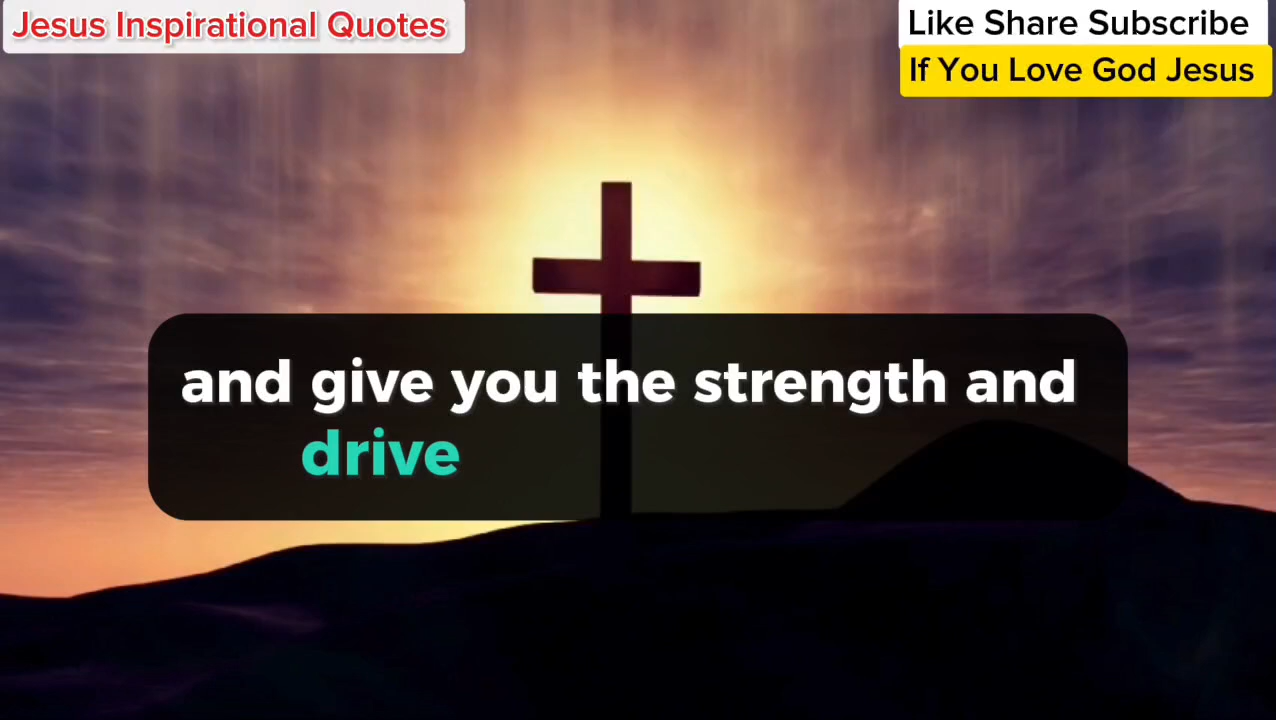 Jesus Inspirational Quotes
Like Share Subscribe
If You Love God Jesus
and give you the strength and
drive